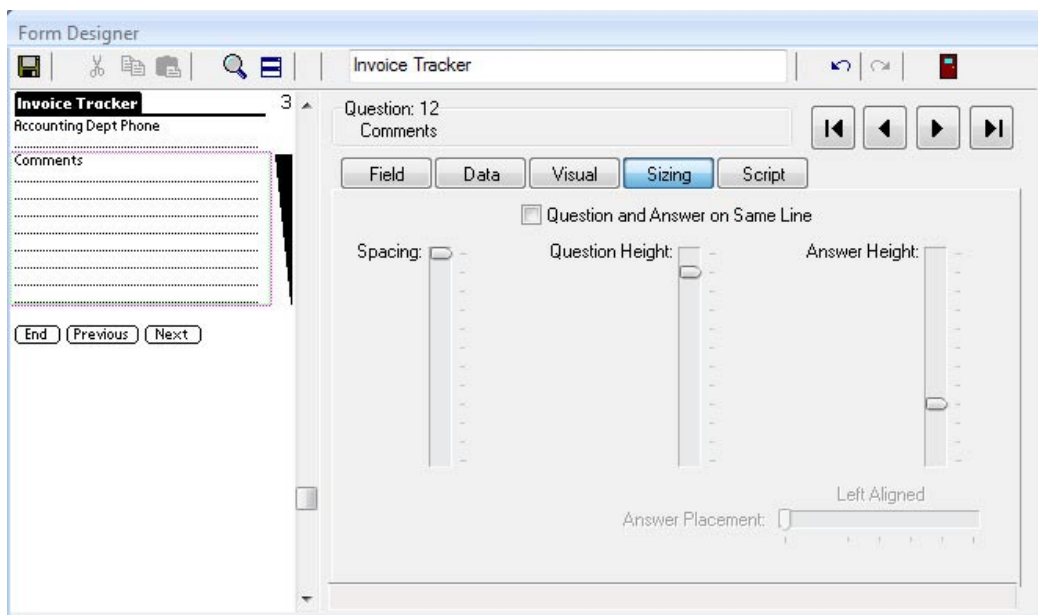 Form Designer
Invoice Tracker
Invoice Tracker 3
Accounting Dept Phone
Comments
End Previous Next
Question: 12
Comments
Field Data Visual Sizing Script
Question and Answer on Same Line
Spacing: Question Height: Answer Height:
Left Aligned
Answer Placement: